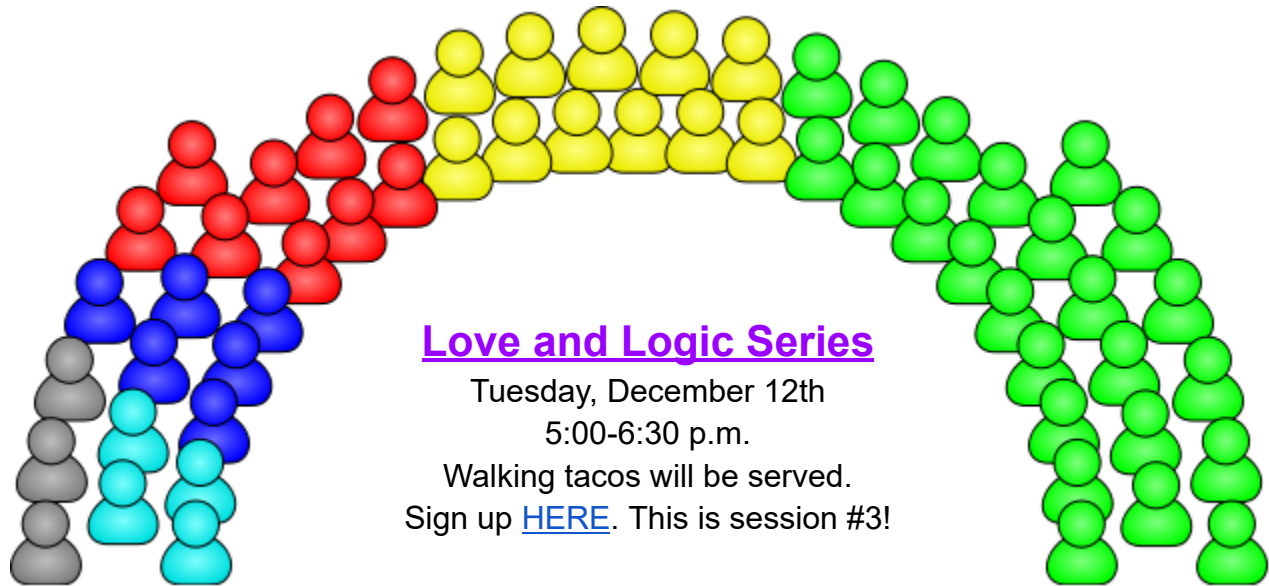 Love and Logic Series
Tuesday, December 12th
5:00-6:30 p.m.
Walking tacos will be served.
Sign up HERE. This is session #3!